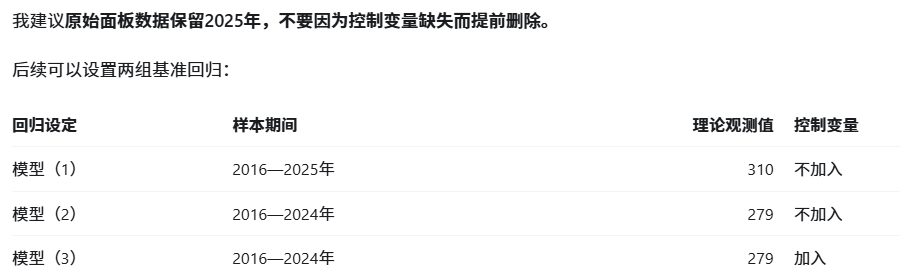 我建议原始面板数据保留2025年，不要因为控制变量缺失而提前删除。
后续可以设置两组基准回归：
回归设定 样本期间 理论观测值 控制变量
模型（1） 2016—2025年 310 不加入
模型（2） 2016—2024年 279 不加入
模型（3） 2016—2024年 279 加入